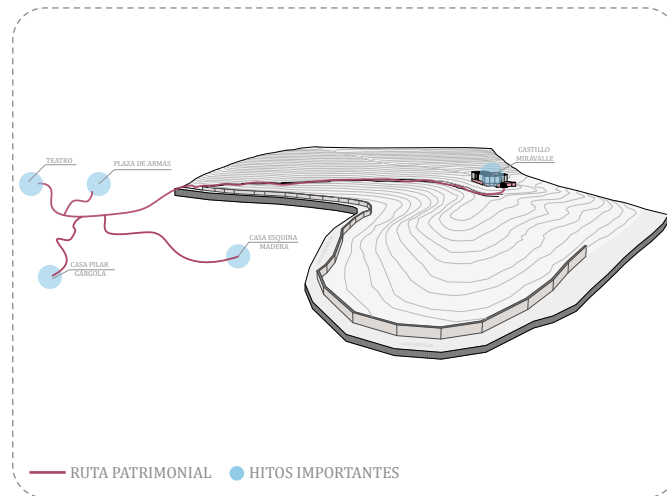 CASTILLO
MIRAVALLE
TEATRO
PLAZA DE ARMAS
CASA ESQUINA
MADERA
CASA PILAR
GARGOLA
RUTA PATRIMONIAL
HITOS IMPORTANTES